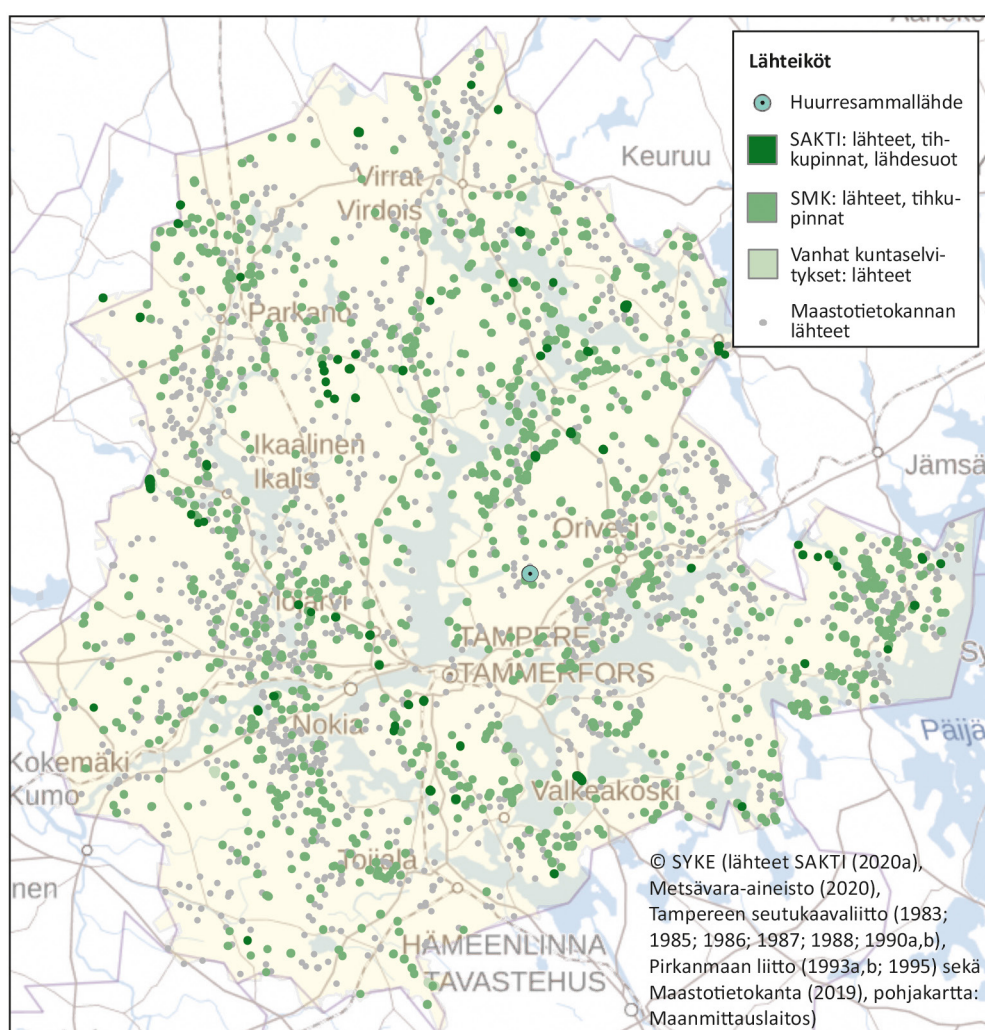 Lähteiköt
Huurresammallähde
SAKTI: lähteet, tih-
kupinnat, lähdesuot
SMK: lähteet, tihku-
pinnat
Vanhat kuntaselvi-
tykset: lähteet
Maastotietokannan
lähteet
Keuruu
Virrat
Virdois
Parkano
Ikaalinen
Ikalis
Jämsä
Orivesi
Ylöjärvi
TAMPERE
TAMMERFORS
Sy
Nokia
Päijä
Kokemäki
Kumo
Valkeakoski
Toijala
nen
HÄMEENLINNA
TAVASTEHUS
© SYKE (lähteet SAKTI (2020a),
Metsävara-aineisto (2020),
Tampereen seutukaavaliitto (1983;
1985; 1986; 1987; 1988; 1990a,b),
Pirkanmaan liitto (1993a,b; 1995) sekä
Maastotietokanta (2019), pohjakartta:
Maanmittauslaitos)